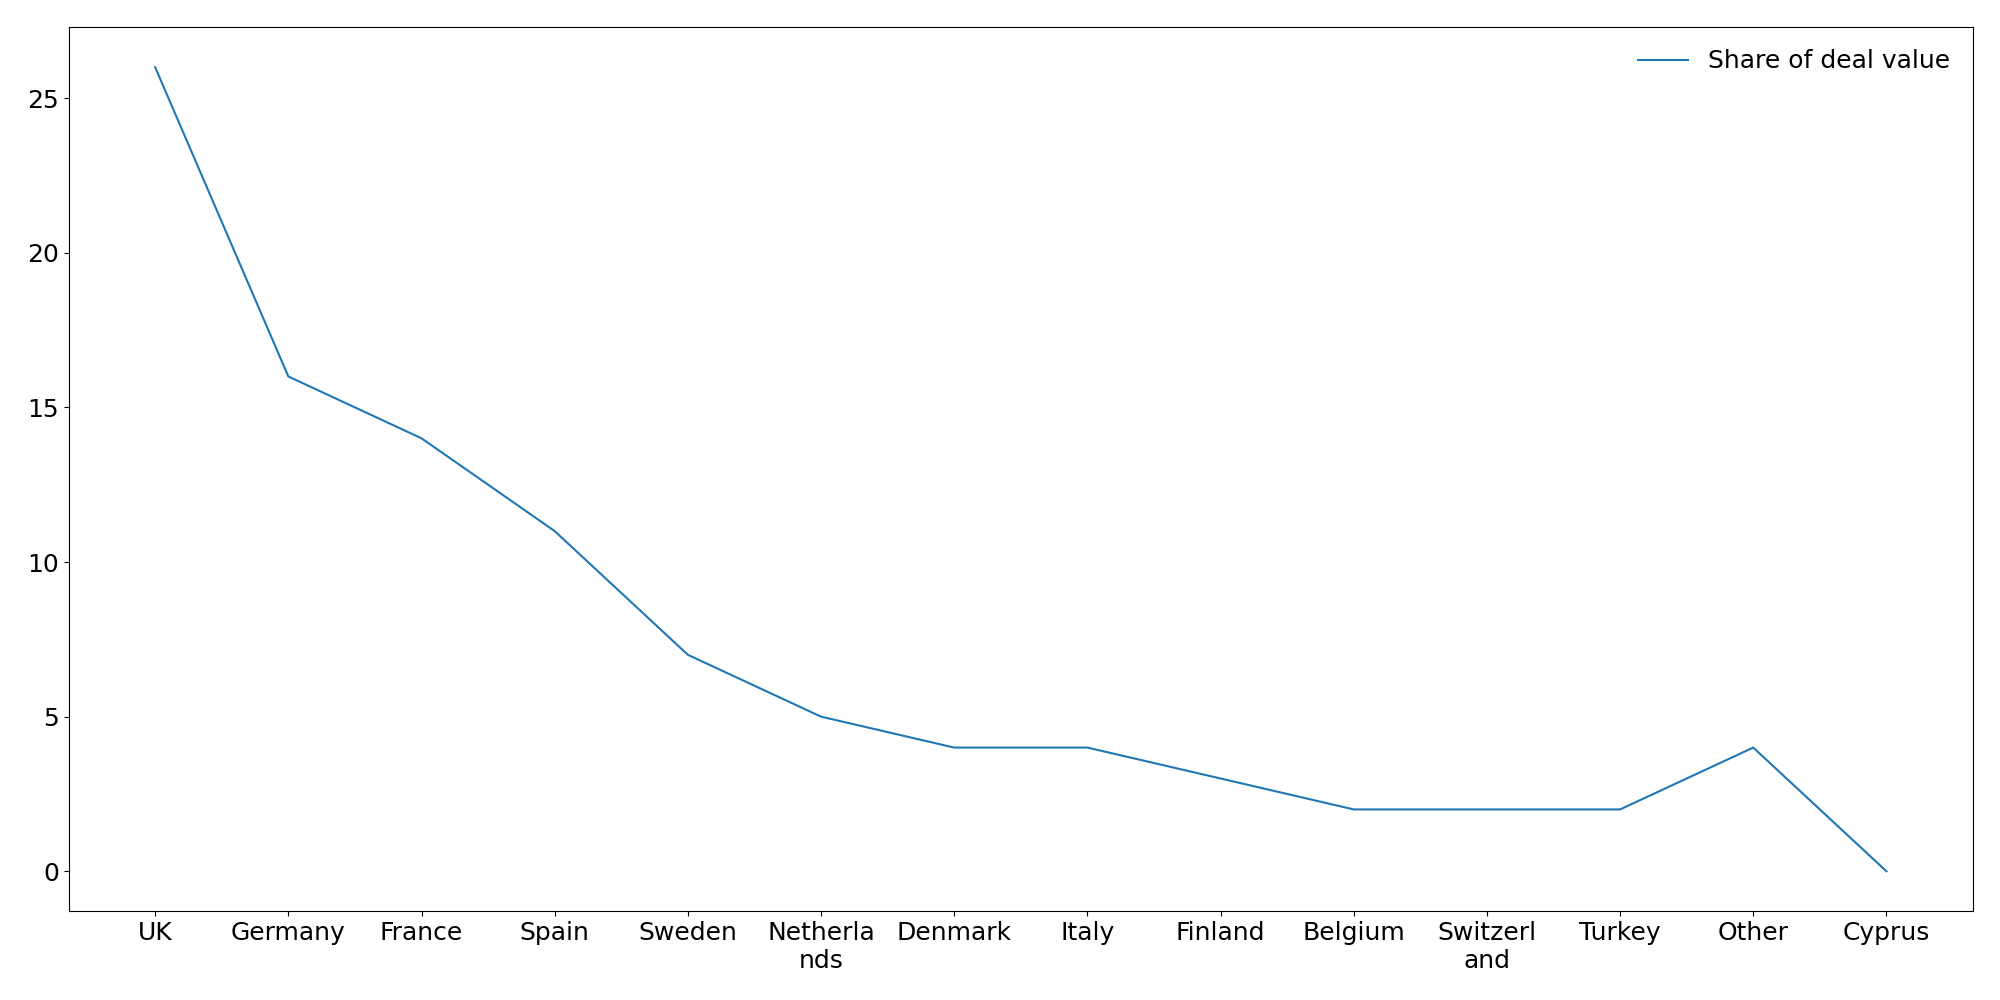 Share of deal value
25
20
15
10
5
0
UK Germany France Spain Sweden Netherla Denmark Italy Finland Belgium Switzerl Turkey Other Cyprus
nds and